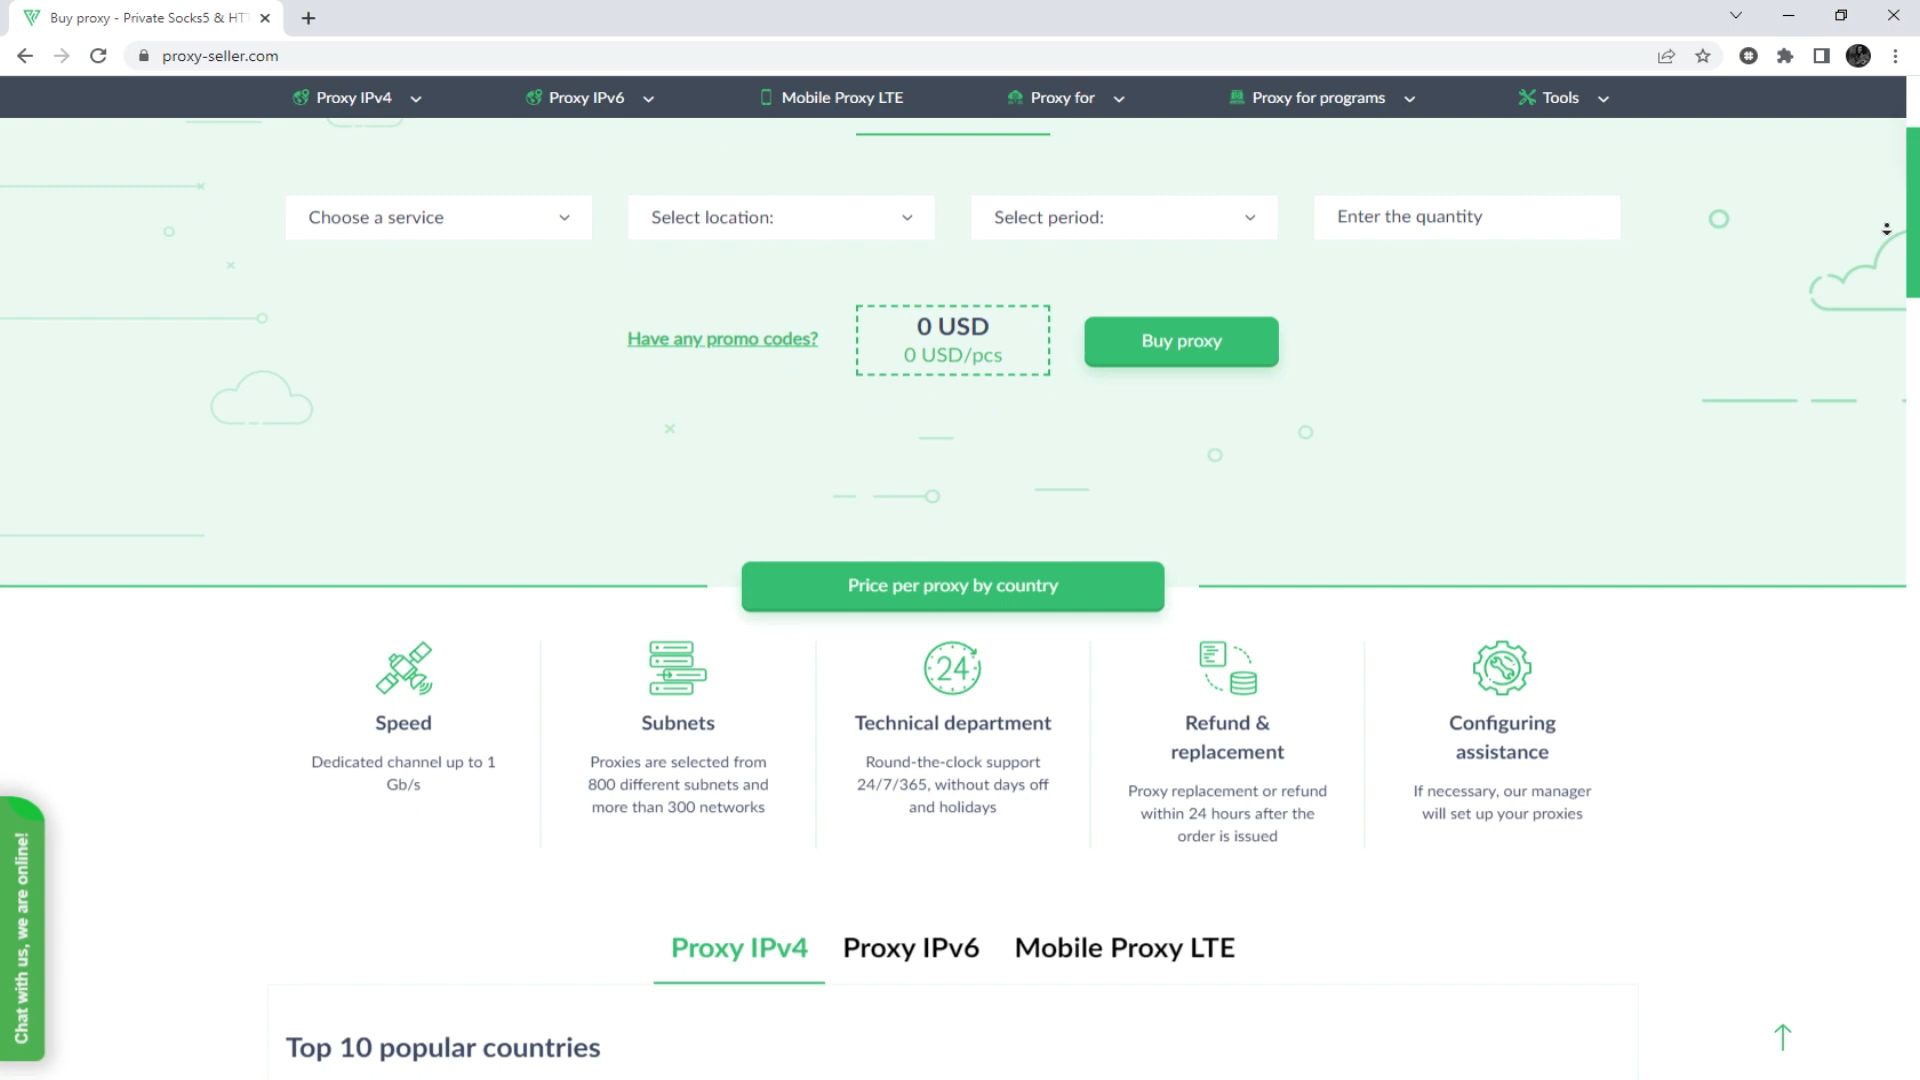 Buy proxy - Private Socks5 & HT
proxy-seller.com
Proxy IPv4
Proxy IPv6
Mobile Proxy LTE
Proxy for
Proxy for programs
Tools
Choose a service
Select location:
Select period:
Enter the quantity
Have any promo codes?
0 USD
0 USD/pcs
Buy proxy
Price per proxy by country
24
Speed
Dedicated channel up to 1
Gb/s
Subnets
Proxies are selected from
800 different subnets and
more than 300 networks
Technical department
Round-the-clock support
24/7/365, without days off
and holidays
Refund &
replacement
Proxy replacement or refund
within 24 hours after the
order is issued
Configuring
assistance
If necessary, our manager
will set up your proxies
Chat with us, we are online!
Proxy IPv4
Proxy IPv6
Mobile Proxy LTE
Top 10 popular countries